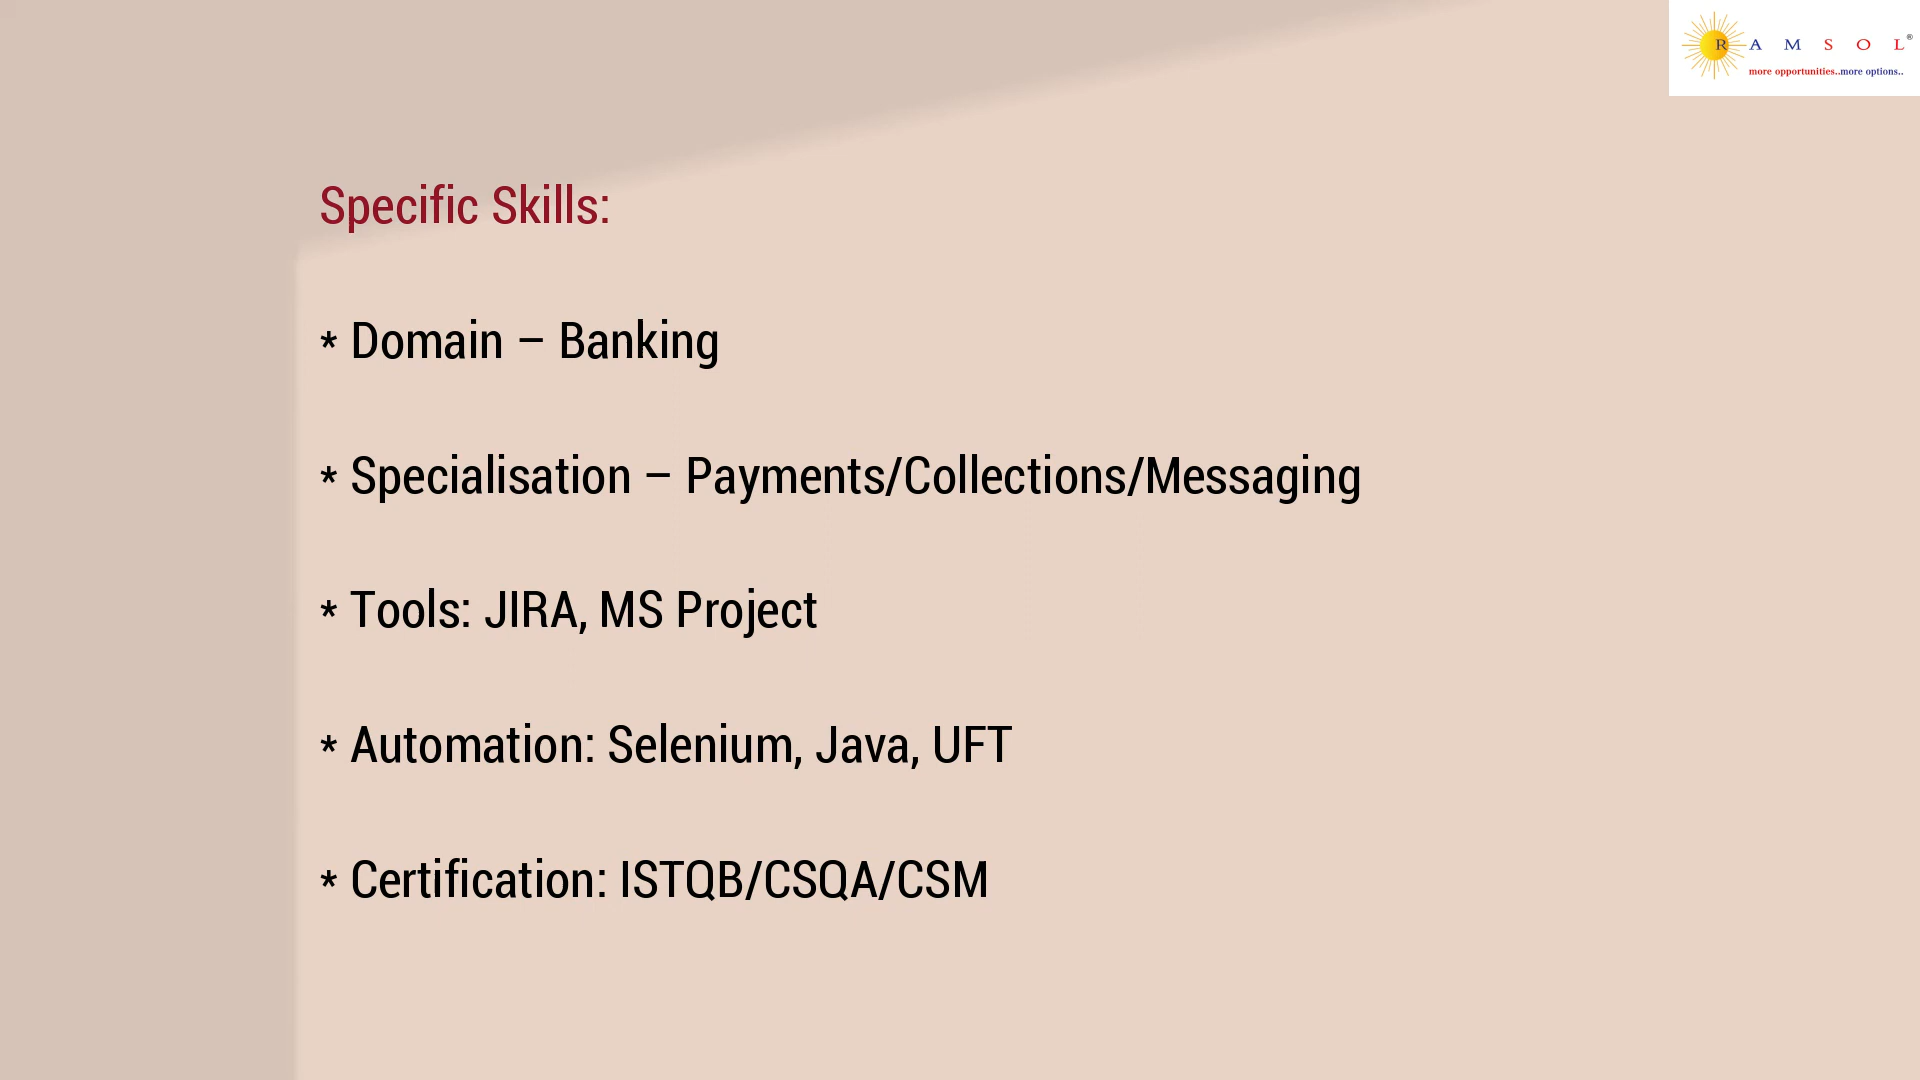 R A M S O L®
more opportunities..more options..
Specific Skills:
* Domain – Banking
* Specialisation – Payments/Collections/Messaging
* Tools: JIRA, MS Project
* Automation: Selenium, Java, UFT
* Certification: ISTQB/CSQA/CSM